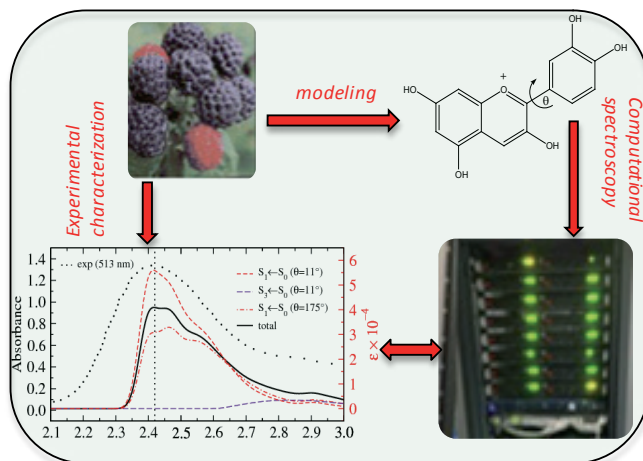 modeling
OH
OH
HO
+
O
θ
OH
OH
Experimental
characterization
Computational
spectroscopy
exp (513 nm)
S₁←S₀ (θ=11°)
S₃←S₀ (θ=11°)
S₁←S₀ (θ=175°)
total
Absorbance
1.4
1.2
1.0
0.8
0.6
0.4
0.2
0.0
2.1 2.2 2.3 2.4 2.5 2.6 2.7 2.8 2.9 3.0
6
5
4
3
2
1
0
ε × 10⁻⁴